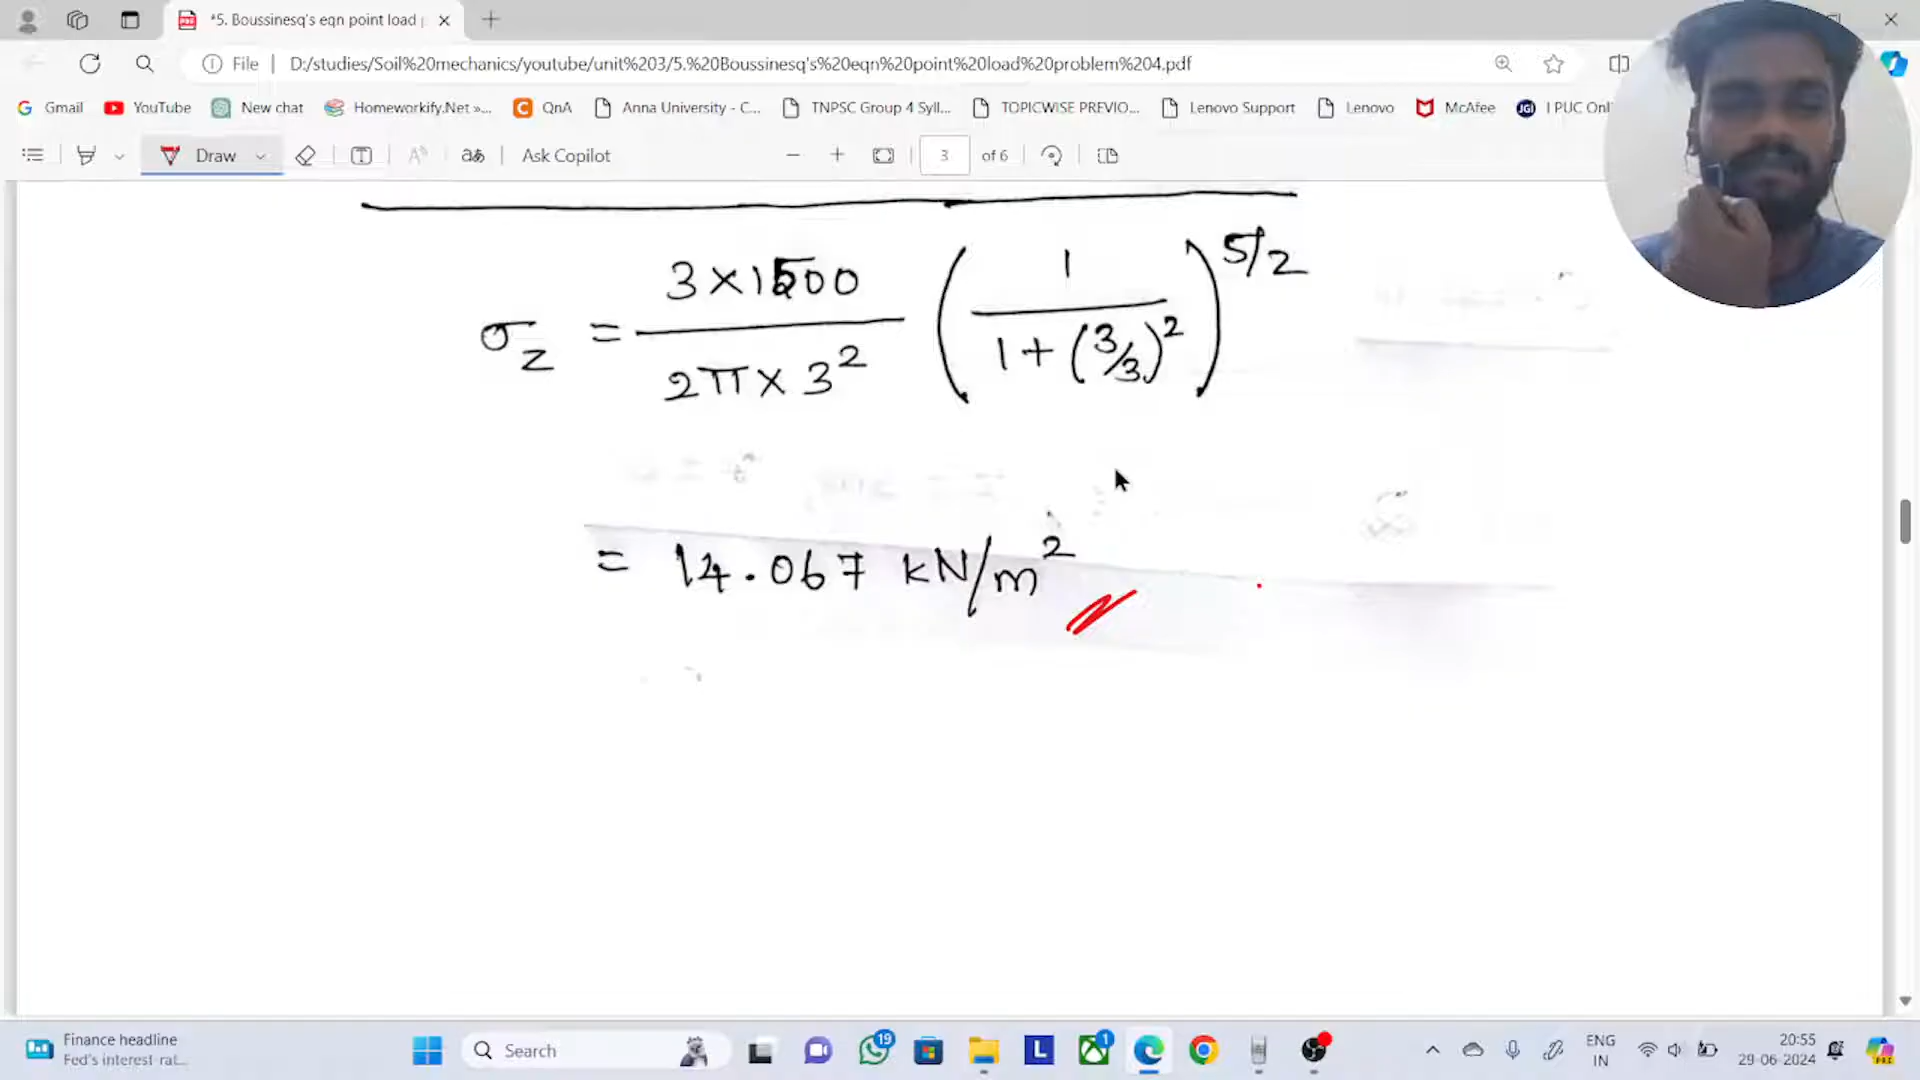 *5. Boussinesq's eqn point load
File D:/studies/Soil%20mechanics/youtube/unit%203/5.%20Boussinesq's%20eqn%20point%20load%20problem%204.pdf
Gmail YouTube New chat Homeworkify.Net »... QnA Anna University - C... TNPSC Group 4 Syll... TOPICWISE PREVIO... Lenovo Support Lenovo McAfee I PUC Onl
Draw Ask Copilot 3 of 6
σz = 3×1500 / 2π×3² (1 / 1+(3/3)²)^5/2
= 14.067 kN/m²
Finance headline
Fed's interest-rat...
Search
19
1
ENG
IN
20:55
29-06-2024